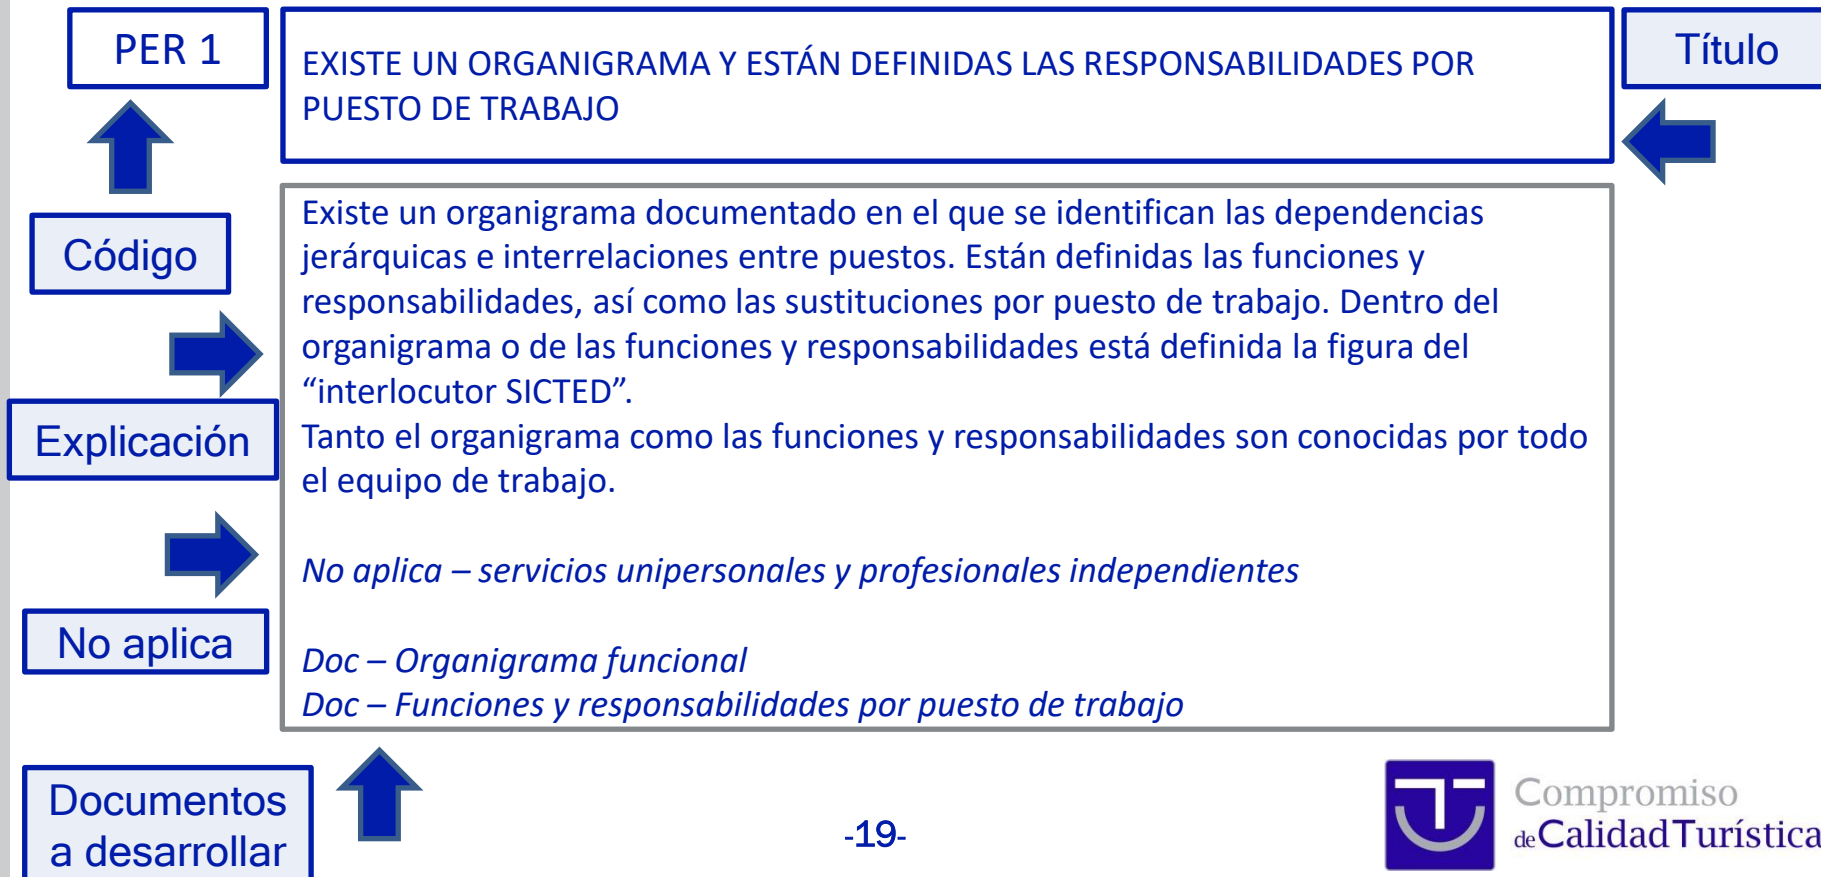 PER 1
EXISTE UN ORGANIGRAMA Y ESTÁN DEFINIDAS LAS RESPONSABILIDADES POR
PUESTO DE TRABAJO
Título
Código
Existe un organigrama documentado en el que se identifican las dependencias
jerárquicas e interrelaciones entre puestos. Están definidas las funciones y
responsabilidades, así como las sustituciones por puesto de trabajo. Dentro del
organigrama o de las funciones y responsabilidades está definida la figura del
“interlocutor SICTED”.
Tanto el organigrama como las funciones y responsabilidades son conocidas por todo
el equipo de trabajo.
Explicación
No aplica – servicios unipersonales y profesionales independientes
No aplica
Doc – Organigrama funcional
Doc – Funciones y responsabilidades por puesto de trabajo
Documentos
a desarrollar
-19-
Compromiso
de Calidad Turística